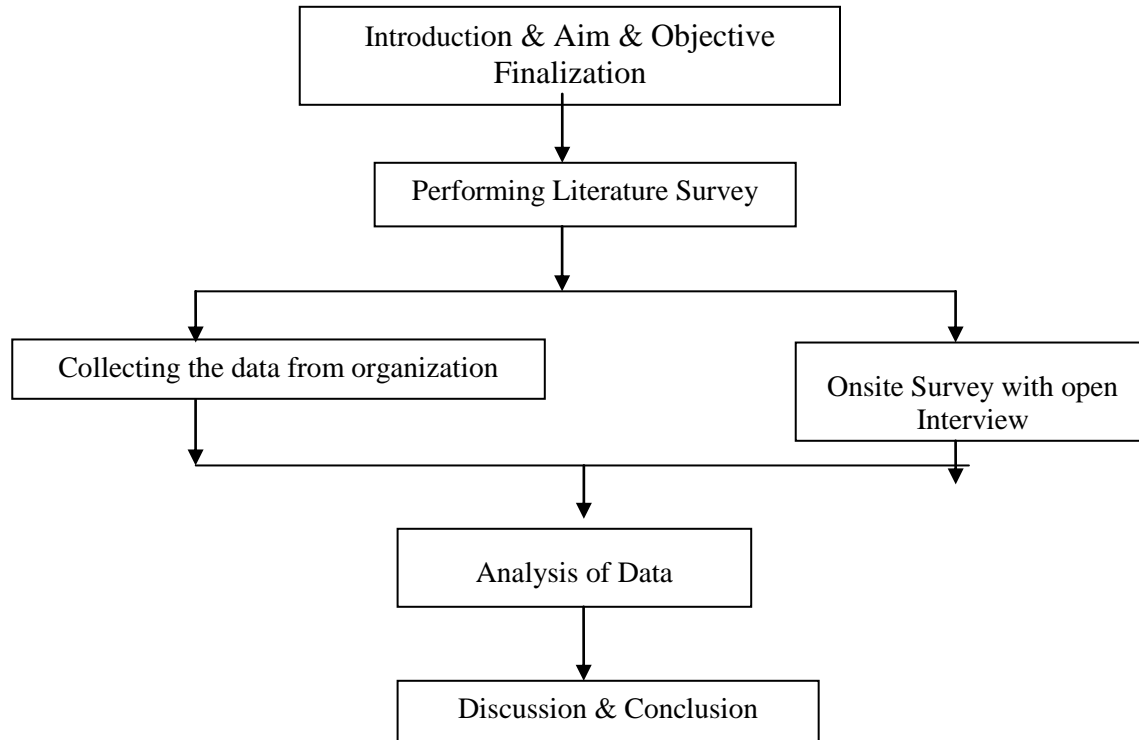 Introduction & Aim & Objective
Finalization
Performing Literature Survey
Collecting the data from organization
Onsite Survey with open
Interview
Analysis of Data
Discussion & Conclusion